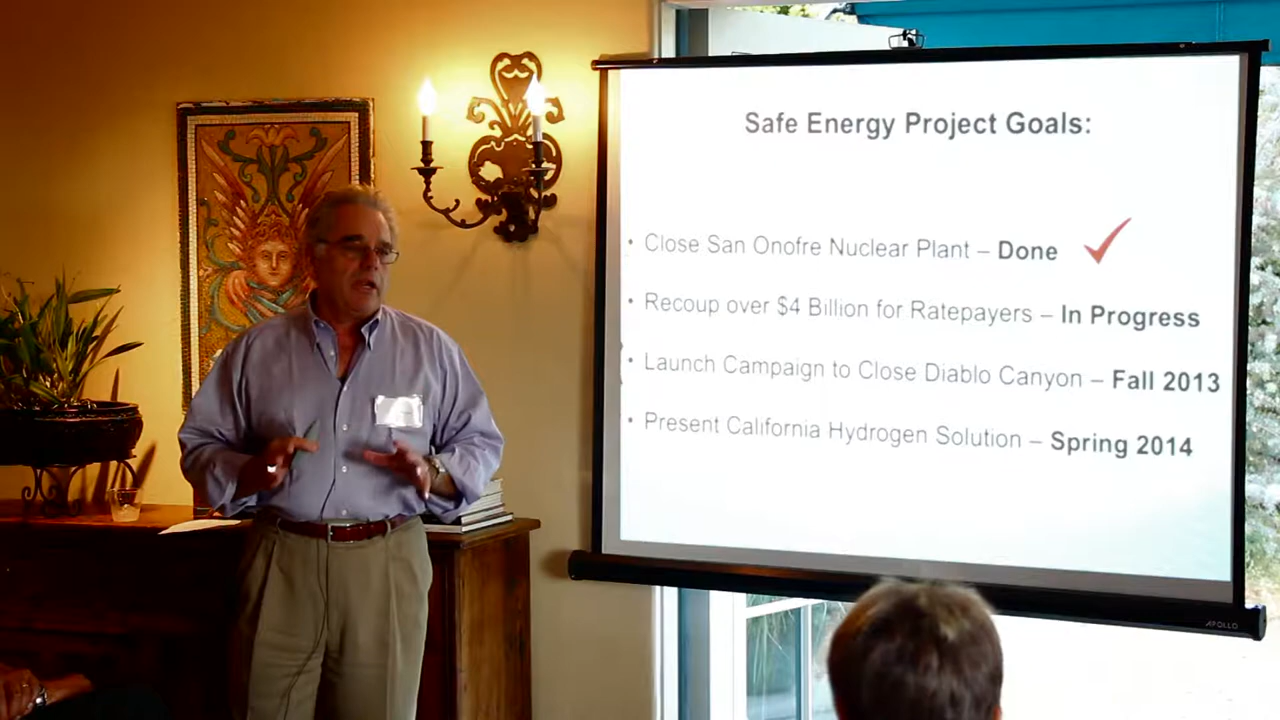 Safe Energy Project Goals:
• Close San Onofre Nuclear Plant – Done
• Recoup over $4 Billion for Ratepayers – In Progress
• Launch Campaign to Close Diablo Canyon – Fall 2013
• Present California Hydrogen Solution – Spring 2014
APOLLO